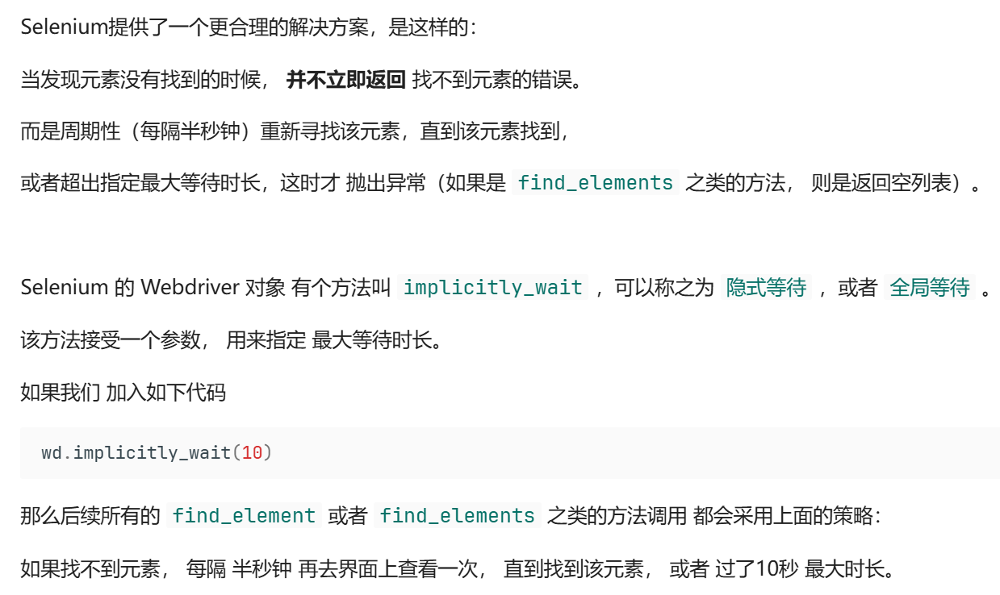 Selenium提供了一个更合理的解决方案，是这样的：
当发现元素没有找到的时候， 并不立即返回 找不到元素的错误。
而是周期性（每隔半秒钟）重新寻找该元素，直到该元素找到，
或者超出指定最大等待时长，这时才 抛出异常（如果是 find_elements 之类的方法， 则是返回空列表）。
Selenium 的 Webdriver 对象 有个方法叫 implicitly_wait ，可以称之为 隐式等待 ，或者 全局等待 。
该方法接受一个参数， 用来指定 最大等待时长。
如果我们 加入如下代码
wd.implicitly_wait(10)
那么后续所有的 find_element 或者 find_elements 之类的方法调用 都会采用上面的策略：
如果找不到元素， 每隔 半秒钟 再去界面上查看一次， 直到找到该元素， 或者 过了10秒 最大时长。